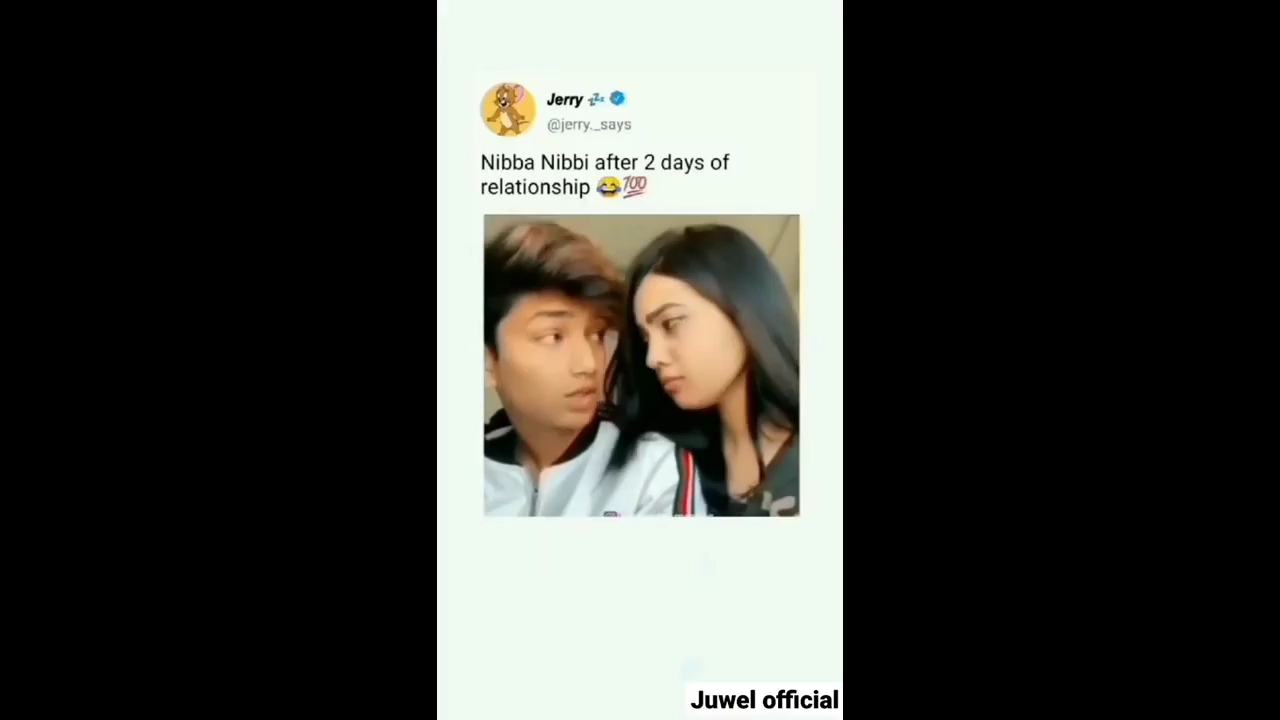 Jerry 💤
@jerry._says
Nibba Nibbi after 2 days of
relationship 😂💯
Juwel official